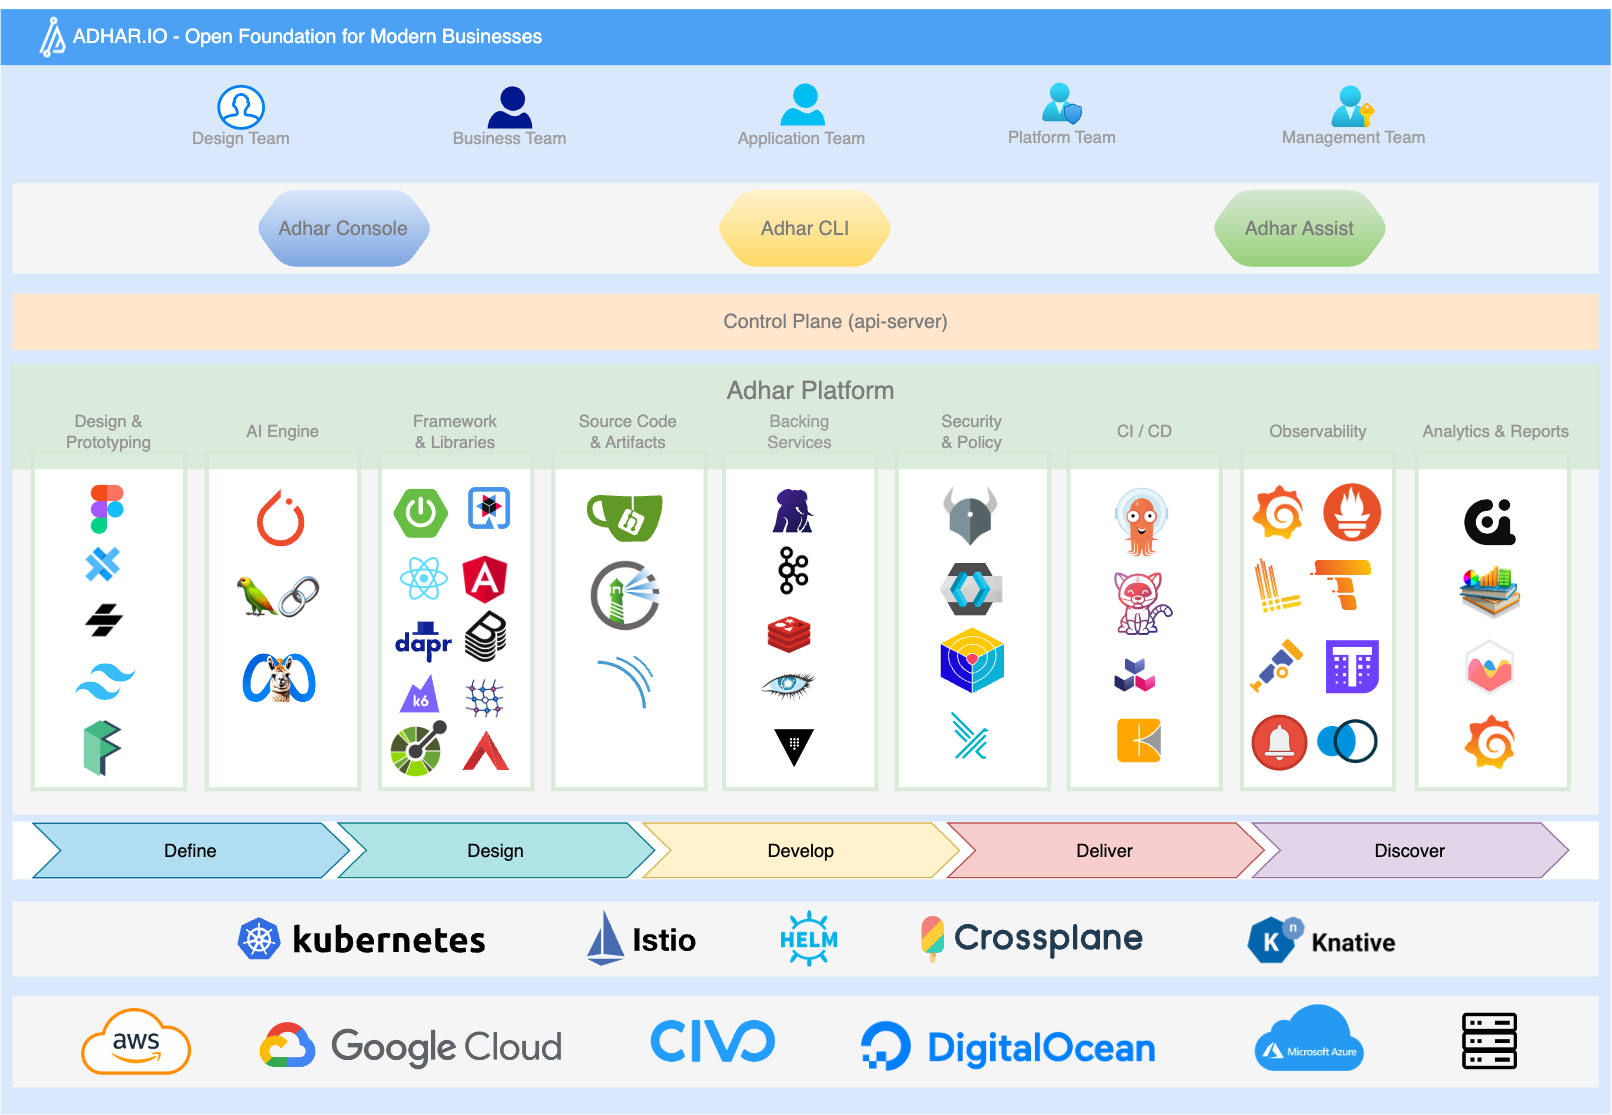 ADHAR.IO - Open Foundation for Modern Businesses
Design Team
Business Team
Application Team
Platform Team
Management Team
Adhar Console
Adhar CLI
Adhar Assist
Control Plane (api-server)
Adhar Platform
Design &
Prototyping
AI Engine
Framework
& Libraries
Source Code
& Artifacts
Backing
Services
Security
& Policy
CI / CD
Observability
Analytics & Reports
dapr
k6
Define
Design
Develop
Deliver
Discover
kubernetes
Istio
HELM
Crossplane
K
n
Knative
aws
Google Cloud
CIVO
DigitalOcean
Microsoft Azure